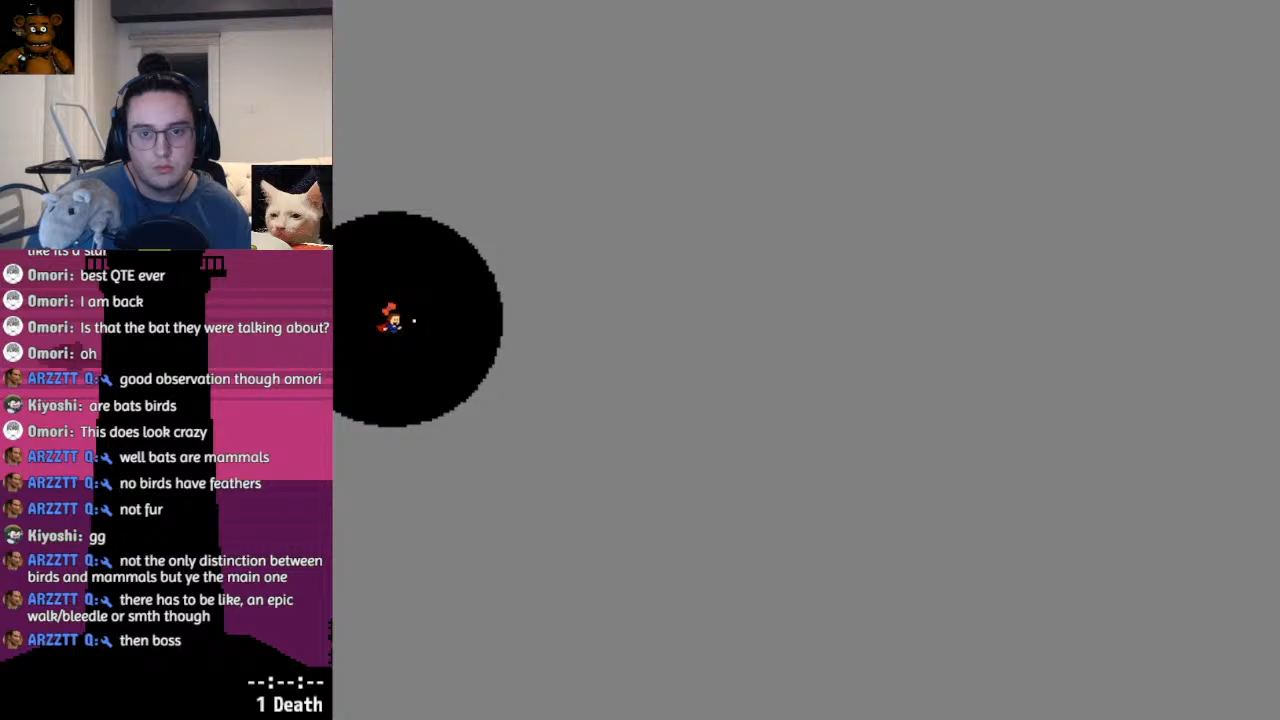 like its a star
Omori: best QTE ever
Omori: I am back
Omori: Is that the bat they were talking about?
Omori: oh
ARZZTT Q: good observation though omori
Kiyoshi: are bats birds
Omori: This does look crazy
ARZZTT Q: well bats are mammals
ARZZTT Q: no birds have feathers
ARZZTT Q: not fur
Kiyoshi: gg
ARZZTT Q: not the only distinction between
birds and mammals but ye the main one
ARZZTT Q: there has to be like, an epic
walk/bleedle or smth though
ARZZTT Q: then boss
--:--:--
1 Death